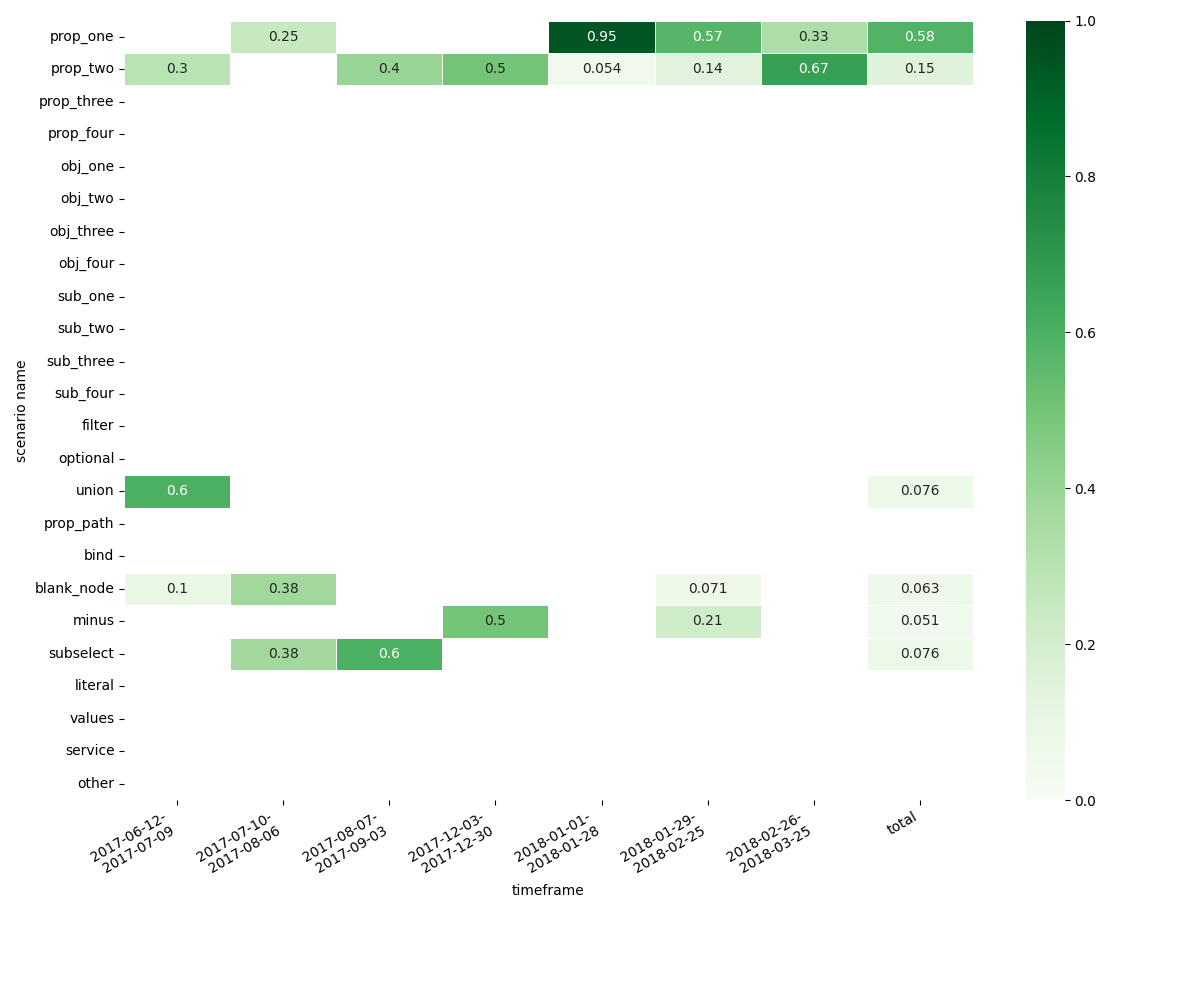 prop_one 0.25 0.95 0.57 0.33 0.58
prop_two 0.3 0.4 0.5 0.054 0.14 0.67 0.15
prop_three
prop_four
obj_one
obj_two
obj_three
obj_four
sub_one
sub_two
sub_three
sub_four
filter
optional
union 0.6 0.076
prop_path
bind
blank_node 0.1 0.38 0.071 0.063
minus 0.5 0.21 0.051
subselect 0.38 0.6 0.076
literal
values
service
other
scenario name
2017-06-12-
2017-07-09
2017-07-10-
2017-08-06
2017-08-07-
2017-09-03
2017-12-03-
2017-12-30
2018-01-01-
2018-01-28
2018-01-29-
2018-02-25
2018-02-26-
2018-03-25
total
timeframe
1.0
0.8
0.6
0.4
0.2
0.0